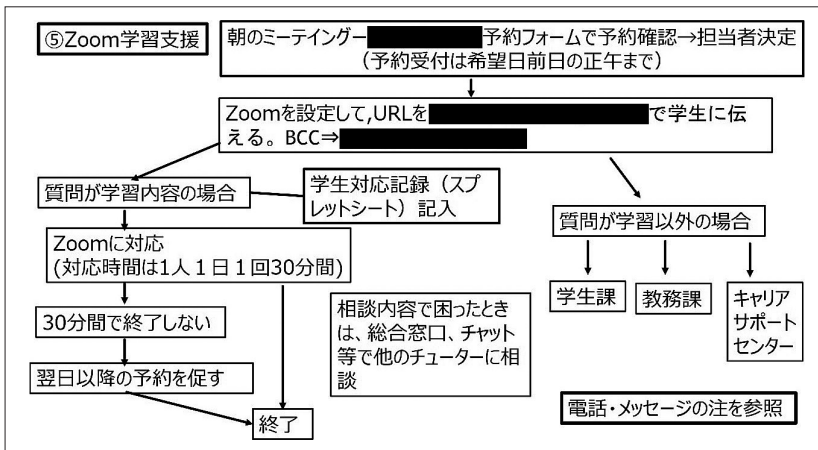 ⑤Zoom学習支援
朝のミーテイングー 予約フォームで予約確認→担当者決定
（予約受付は希望日前日の正午まで）
Zoomを設定して,URLを で学生に伝
える。BCC⇒
質問が学習内容の場合
学生対応記録（スプ
レットシート）記入
質問が学習以外の場合
Zoomに対応
(対応時間は1人１日１回30分間)
学生課
教務課
キャリア
サポート
センター
30分間で終了しない
相談内容で困ったとき
は、総合窓口、チャット
等で他のチューターに相
談
翌日以降の予約を促す
終了
電話・メッセージの注を参照